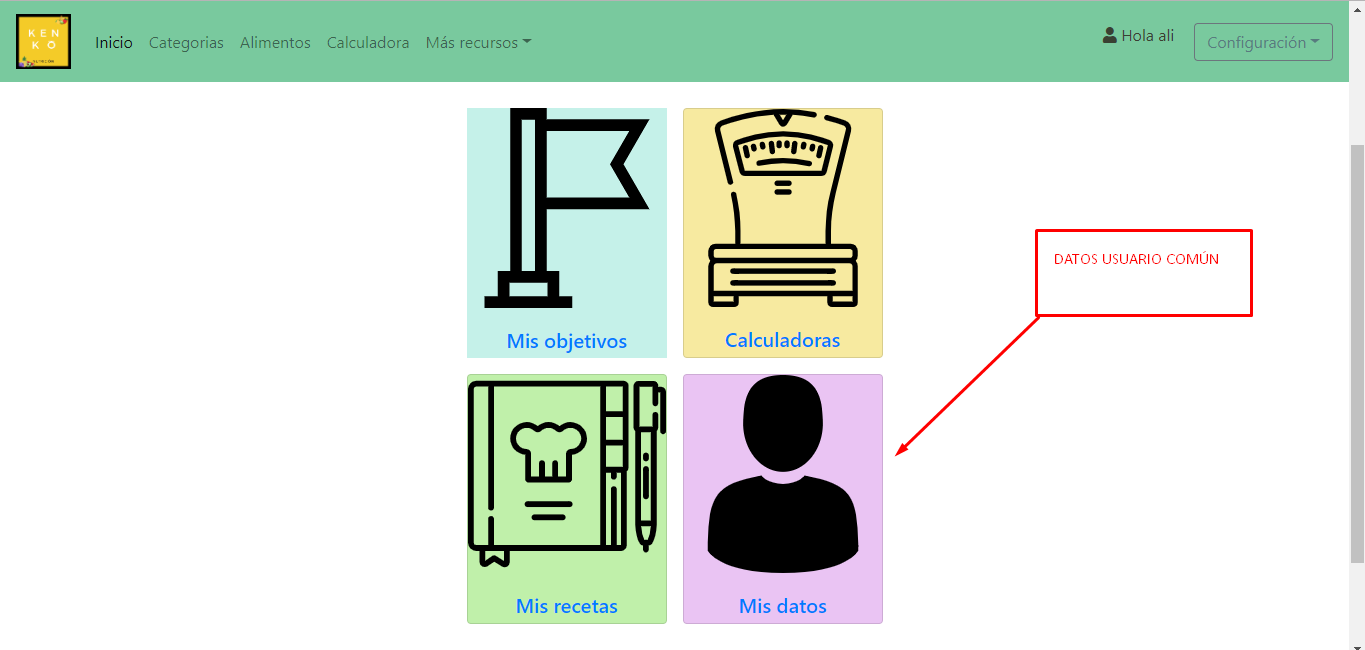 KEN
KO
Inicio Categorias Alimentos Calculadora Más recursos Hola ali Configuración
DATOS USUARIO COMÚN
Mis objetivos Calculadoras
Mis recetas Mis datos